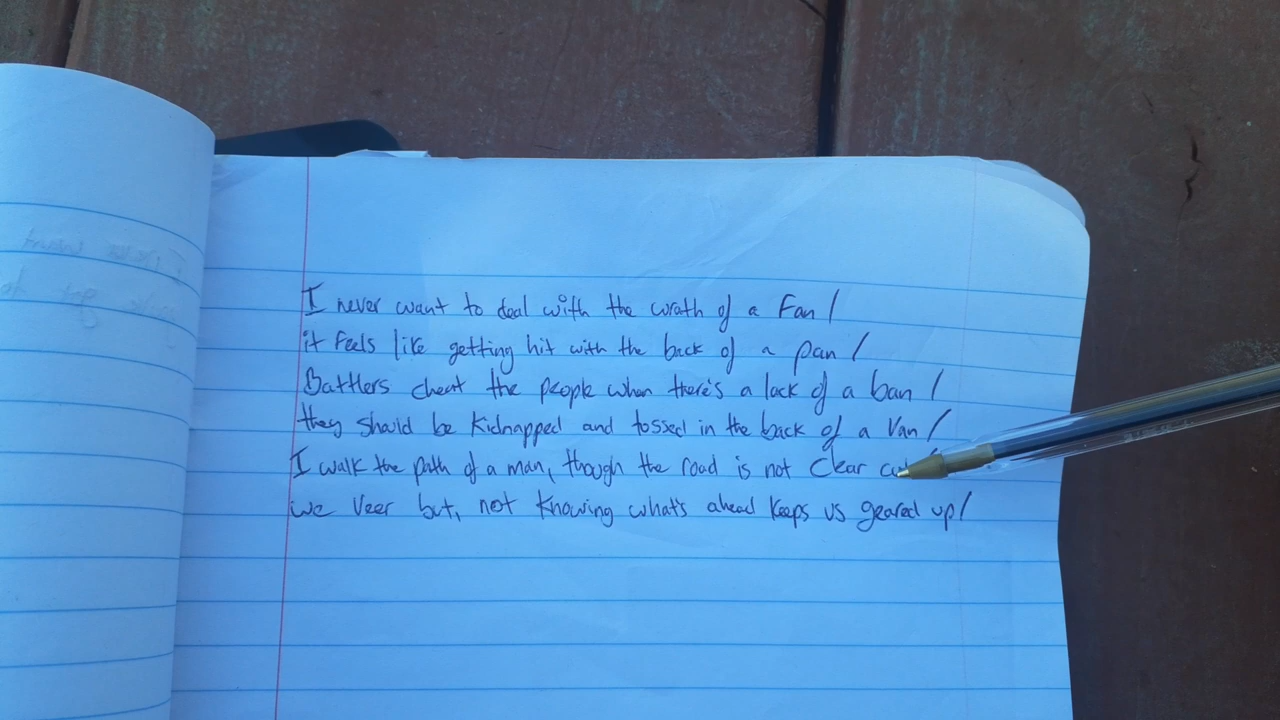 I never want to deal with the wrath of a Fan /
it Feels like getting hit with the back of a pan /
Battlers cheat the people when there's a lack of a ban /
they should be kidnapped and tossed in the back of a Van /
I walk the path of a man, though the road is not Clear
we Veer but, not knowing what's ahead keeps us geared up /